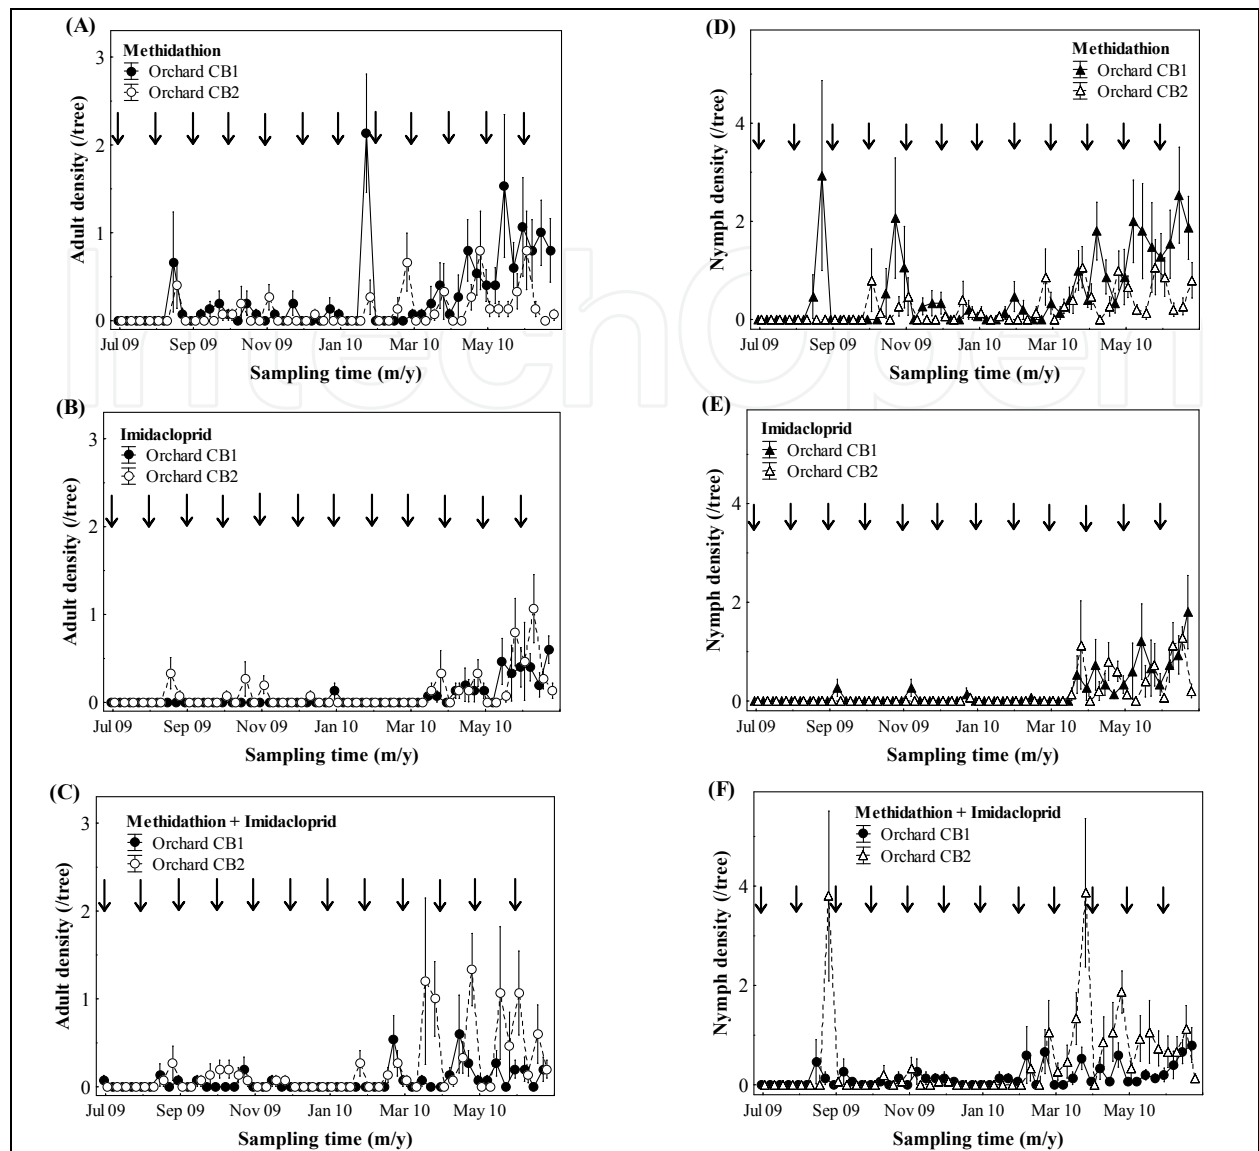 (A)
Methidathion
Orchard CB1
Orchard CB2
Adult density (/tree)
3
2
1
0
Jul 09 Sep 09 Nov 09 Jan 10 Mar 10 May 10
Sampling time (m/y)
(D)
Methidathion
Orchard CB1
Orchard CB2
Nymph density (/tree)
4
2
0
Jul 09 Sep 09 Nov 09 Jan 10 Mar 10 May 10
Sampling time (m/y)
IntechOpen
(B)
Imidacloprid
Orchard CB1
Orchard CB2
Adult density (/tree)
3
2
1
0
Jul 09 Sep 09 Nov 09 Jan 10 Mar 10 May 10
Sampling time (m/y)
(E)
Imidacloprid
Orchard CB1
Orchard CB2
Nymph density (/tree)
4
2
0
Jul 09 Sep 09 Nov 09 Jan 10 Mar 10 May 10
Sampling time (m/y)
(C)
Methidathion + Imidacloprid
Orchard CB1
Orchard CB2
Adult density (/tree)
3
2
1
0
Jul 09 Sep 09 Nov 09 Jan 10 Mar 10 May 10
Sampling time (m/y)
(F)
Methidathion + Imidacloprid
Orchard CB1
Orchard CB2
Nymph density (/tree)
4
2
0
Jul 09 Sep 09 Nov 09 Jan 10 Mar 10 May 10
Sampling time (m/y)